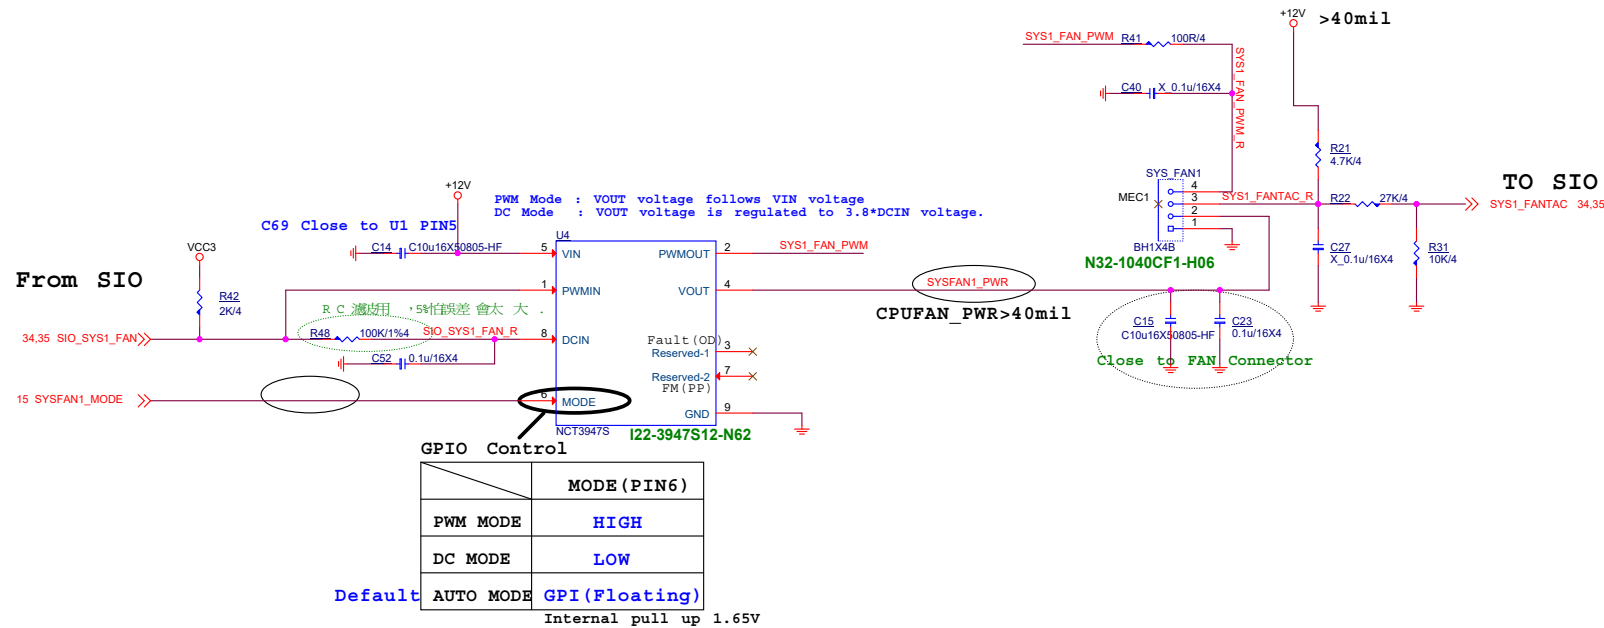 +12V
>40mil
SYS1_FAN_PWM
R41
100R/4
SYS1_FAN_PWM_R
C40
X_0.1u/16X4
R21
4.7K/4
SYS_FAN1
MEC1
4
3
2
1
SYS1_FANTAC_R
R22
27K/4
TO SIO
SYS1_FANTAC 34,35
BH1X4B
N32-1040CF1-H06
C27
X_0.1u/16X4
R31
10K/4
+12V
PWM Mode : VOUT voltage follows VIN voltage
DC Mode : VOUT voltage is regulated to 3.8*DCIN voltage.
C69 Close to U1 PIN5
U4
C14
C10u16X50805-HF
5
VIN
PWMOUT
2
SYS1_FAN_PWM
VCC3
From SIO
R42
2K/4
1
PWMIN
VOUT
4
SYSFAN1_PWR
CPUFAN_PWR>40mil
34,35 SIO_SYS1_FAN
R48
100K/1%4
SIO_SYS1_FAN_R
8
DCIN
C52
0.1u/16X4
Fault(OD)
Reserved-1
3
Reserved-2
7
FM(PP)
C15
C10u16X50805-HF
C23
0.1u/16X4
Close to FAN Connector
15 SYSFAN1_MODE
6
MODE
GND
9
NCT3947S
I22-3947S12-N62
GPIO Control
MODE(PIN6)
PWM MODE
HIGH
DC MODE
LOW
Default
AUTO MODE
GPI(Floating)
Internal pull up 1.65V